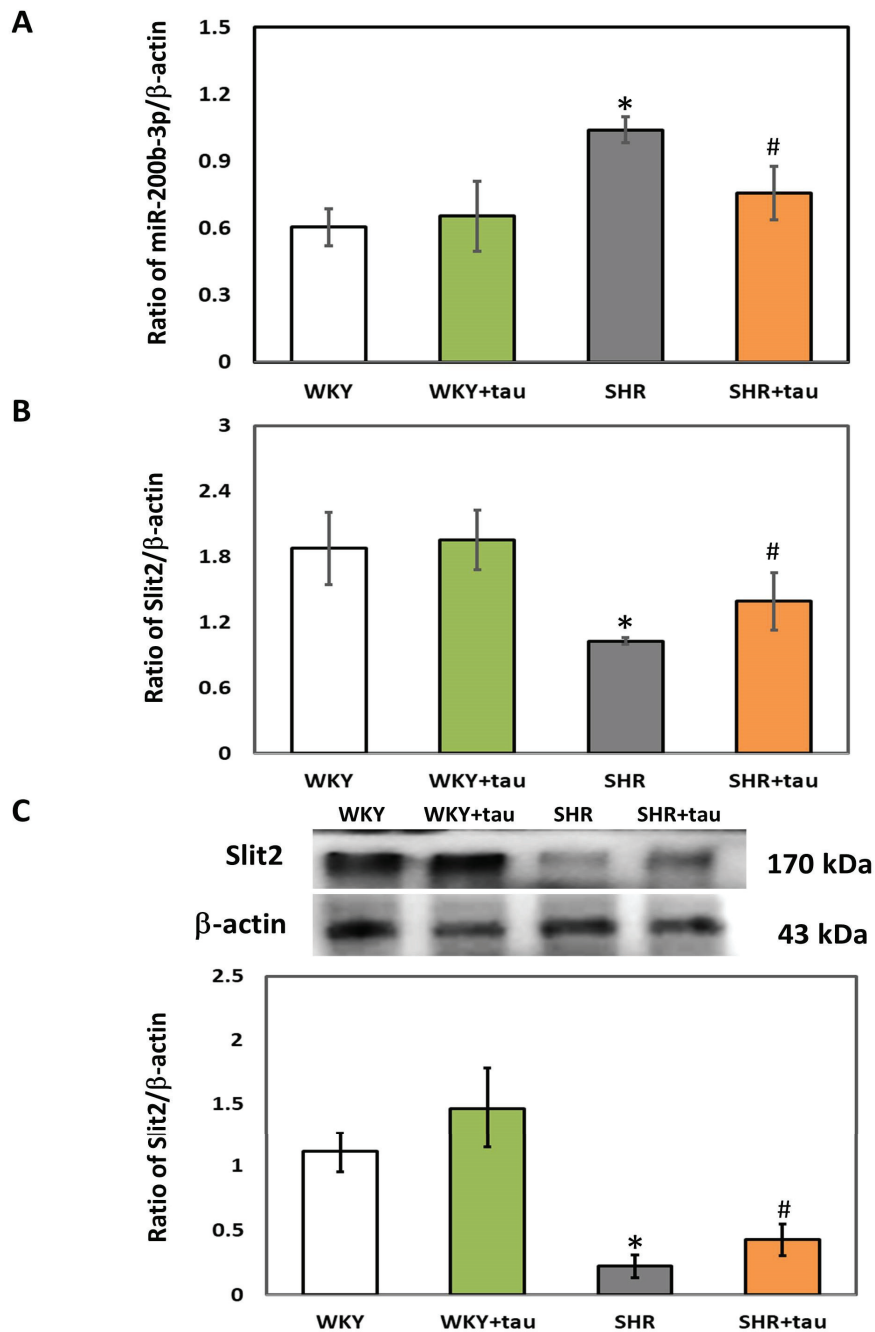 A
Ratio of miR-200b-3p/β-actin
1.5
1.2
0.9
0.6
0.3
0
*
#
WKY WKY+tau SHR SHR+tau
B
Ratio of Slit2/β-actin
3
2.4
1.8
1.2
0.6
0
*
#
WKY WKY+tau SHR SHR+tau
C
WKY WKY+tau SHR SHR+tau
Slit2 170 kDa
β-actin 43 kDa
Ratio of Slit2/β-actin
2.5
2
1.5
1
0.5
0
*
#
WKY WKY+tau SHR SHR+tau